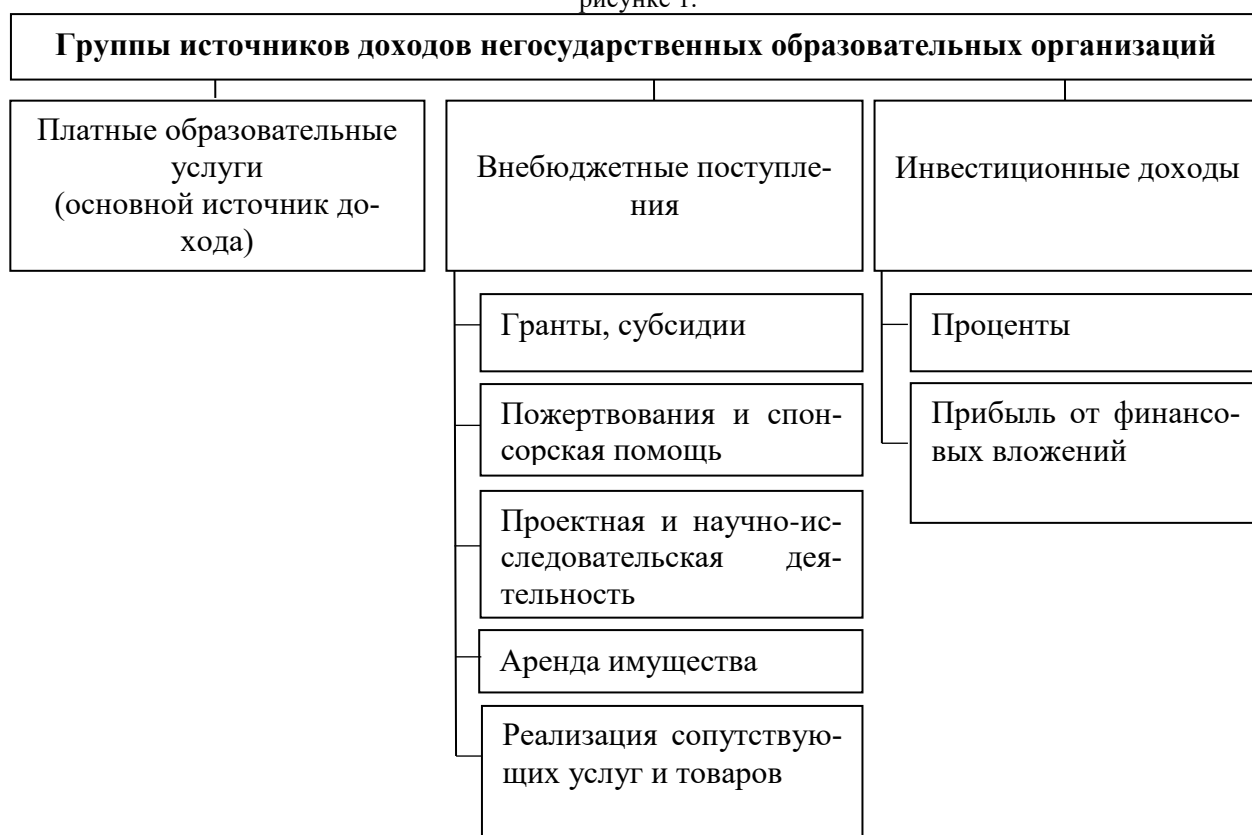 рисунке 1.
Группы источников доходов негосударственных образовательных организаций
Платные образовательные
услуги
(основной источник до-
хода)
Внебюджетные поступле-
ния
Инвестиционные доходы
Гранты, субсидии
Пожертвования и спон-
сорская помощь
Проектная и научно-ис-
следовательская дея-
тельность
Аренда имущества
Реализация сопутствую-
щих услуг и товаров
Проценты
Прибыль от финансо-
вых вложений